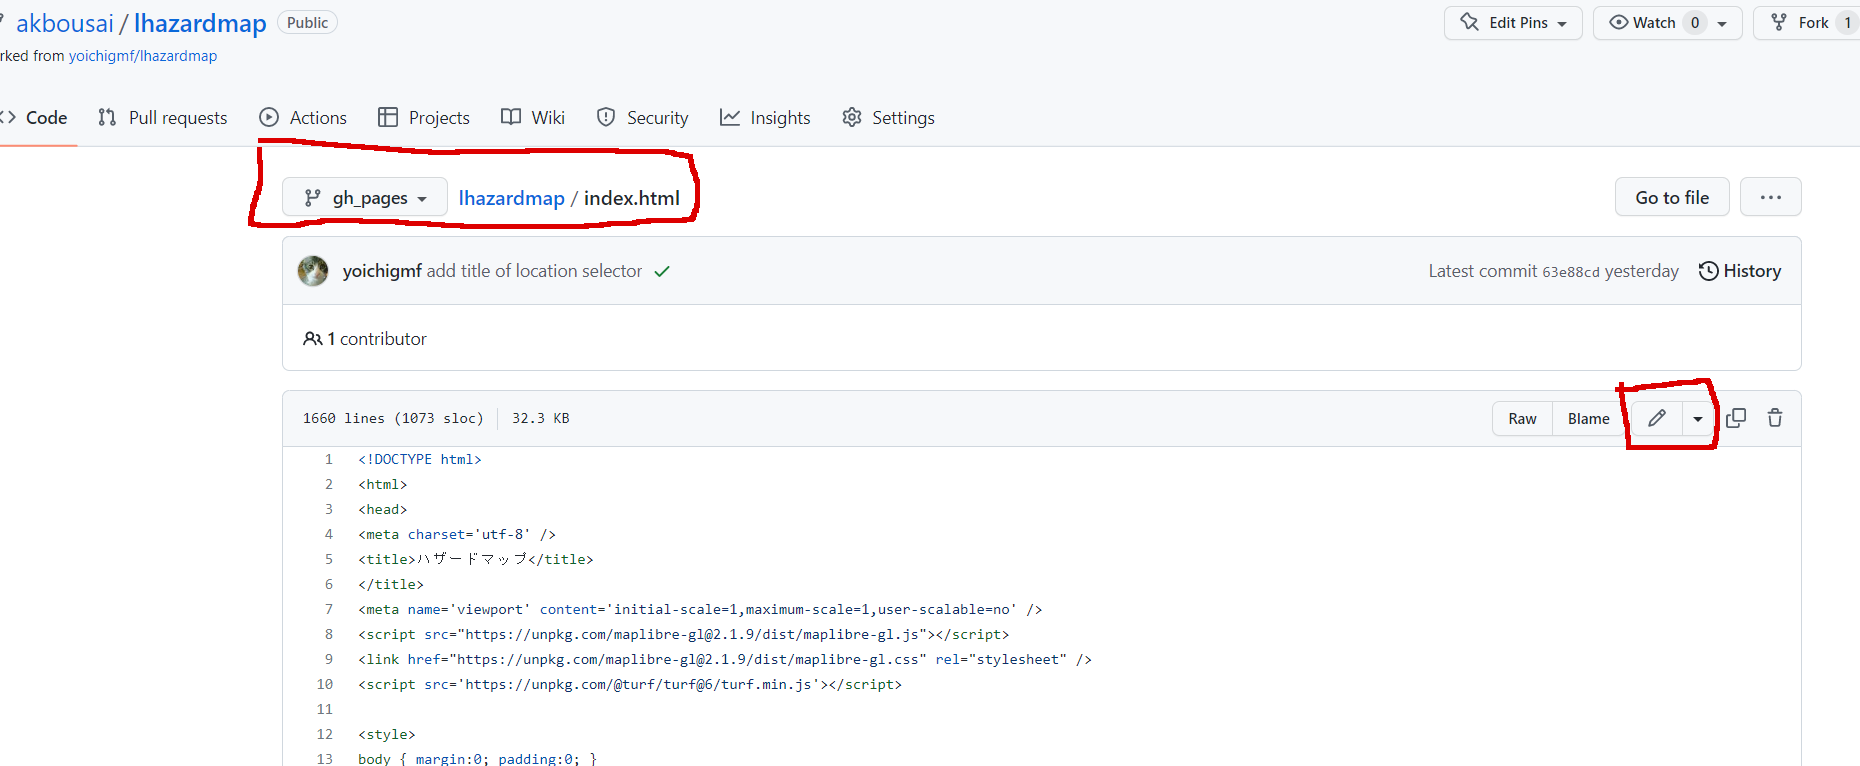 akbousai / lhazardmap Public
Edit Pins
Watch 0
Fork 1
rked from yoichigmf/lhazardmap
Code
Pull requests
Actions
Projects
Wiki
Security
Insights
Settings
gh_pages
lhazardmap / index.html
Go to file
...
yoichigmf add title of location selector
Latest commit 63e88cd yesterday
History
1 contributor
1660 lines (1073 sloc)
32.3 KB
Raw
Blame
1 <!DOCTYPE html>
2 <html>
3 <head>
4 <meta charset='utf-8' />
5 <title>ハザードマップ</title>
6 </title>
7 <meta name='viewport' content='initial-scale=1,maximum-scale=1,user-scalable=no' />
8 <script src="https://unpkg.com/maplibre-gl@2.1.9/dist/maplibre-gl.js"></script>
9 <link href="https://unpkg.com/maplibre-gl@2.1.9/dist/maplibre-gl.css" rel="stylesheet" />
10 <script src='https://unpkg.com/@turf/turf@6/turf.min.js'></script>
11
12 <style>
13 body { margin:0; padding:0; }